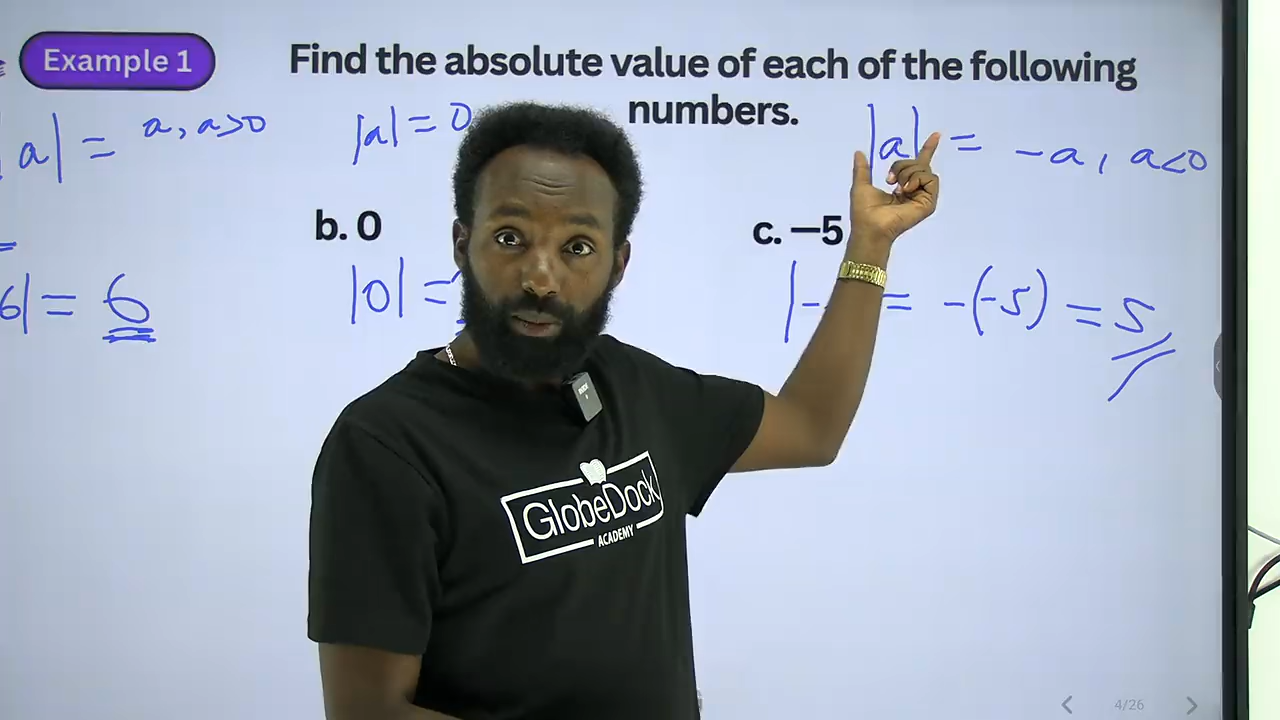 Example 1
Find the absolute value of each of the following
numbers.
|a| = a, a>0
|a| = 0
|a| = -a, a<0
b. 0
c. −5
6| = 6
|0| =
|- = -(-5) = 5
GlobeDock
ACADEMY
4/26